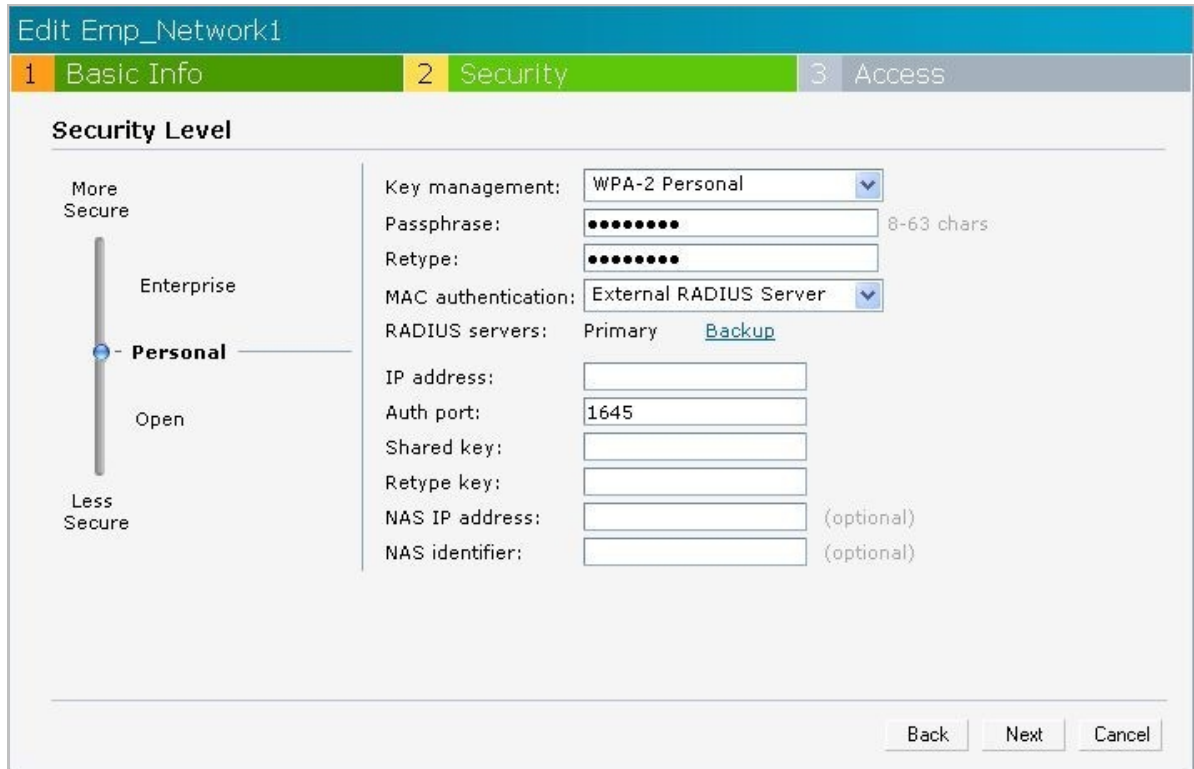 Edit Emp_Network1
1 Basic Info 2 Security 3 Access
Security Level
More
Secure
Enterprise
Personal
Open
Less
Secure
Key management: WPA-2 Personal
Passphrase: •••••••• 8-63 chars
Retype: ••••••••
MAC authentication: External RADIUS Server
RADIUS servers: Primary Backup
IP address:
Auth port: 1645
Shared key:
Retype key:
NAS IP address: (optional)
NAS identifier: (optional)
Back Next Cancel